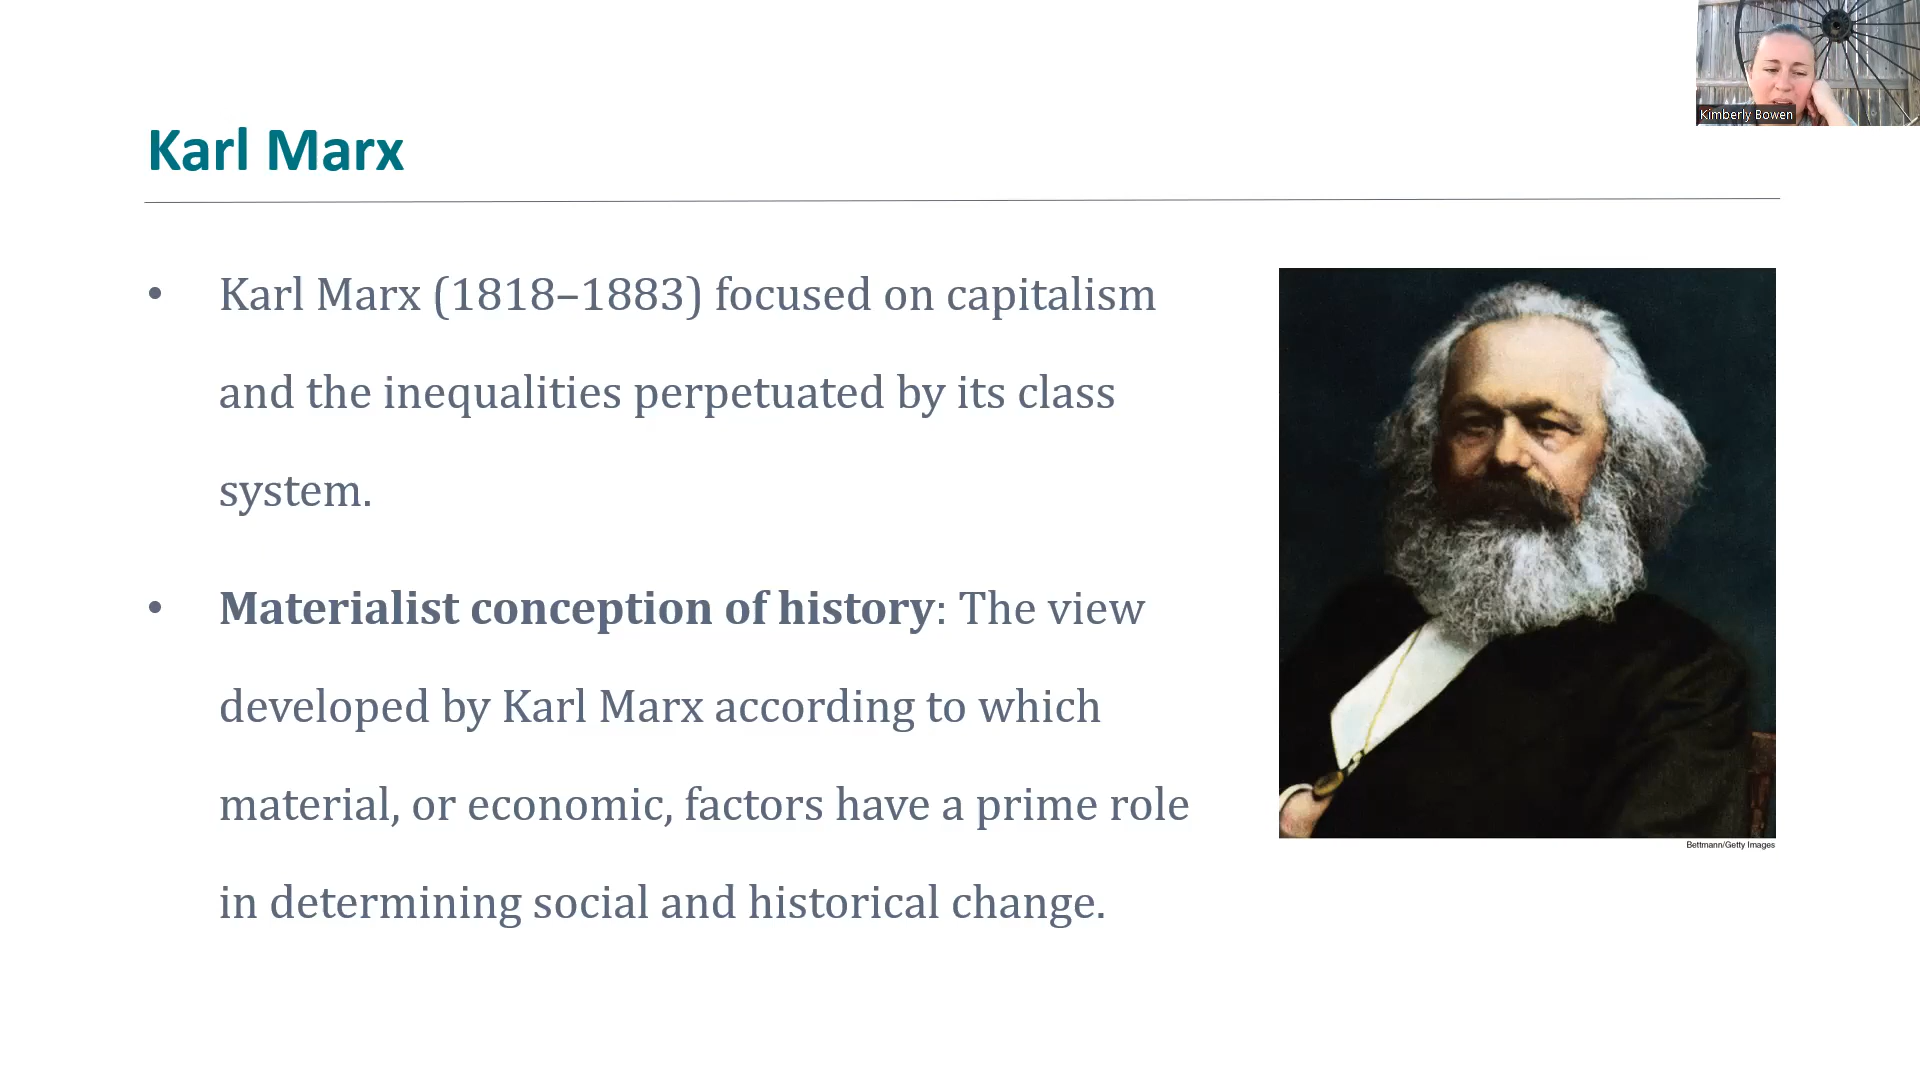 Kimberly Bowen
Karl Marx
• Karl Marx (1818–1883) focused on capitalism
and the inequalities perpetuated by its class
system.
• Materialist conception of history: The view
developed by Karl Marx according to which
material, or economic, factors have a prime role
in determining social and historical change.
Bettmann/Getty Images